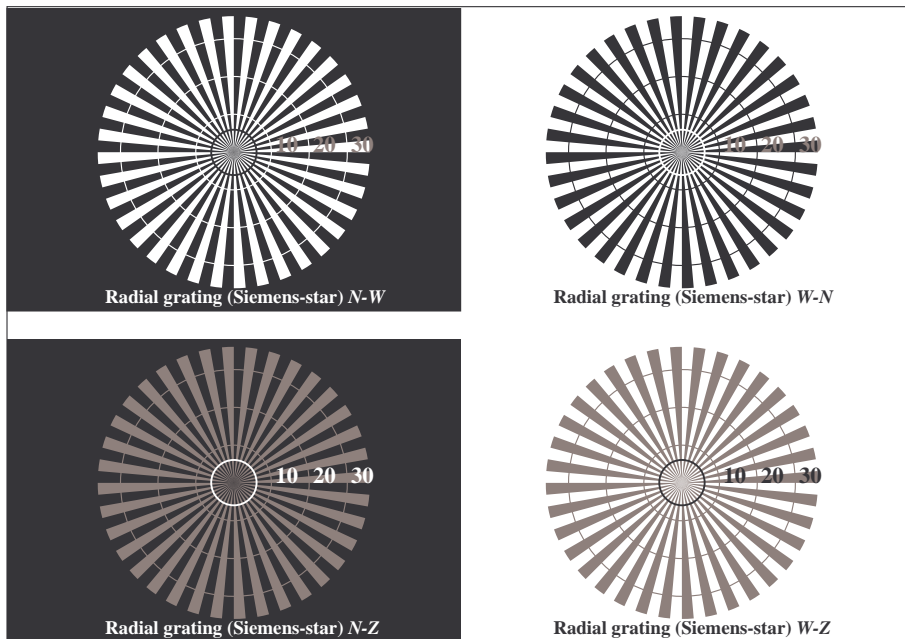 10 20 30
Radial grating (Siemens-star) N-W
10 20 30
Radial grating (Siemens-star) W-N
10 20 30
Radial grating (Siemens-star) N-Z
10 20 30
Radial grating (Siemens-star) W-Z